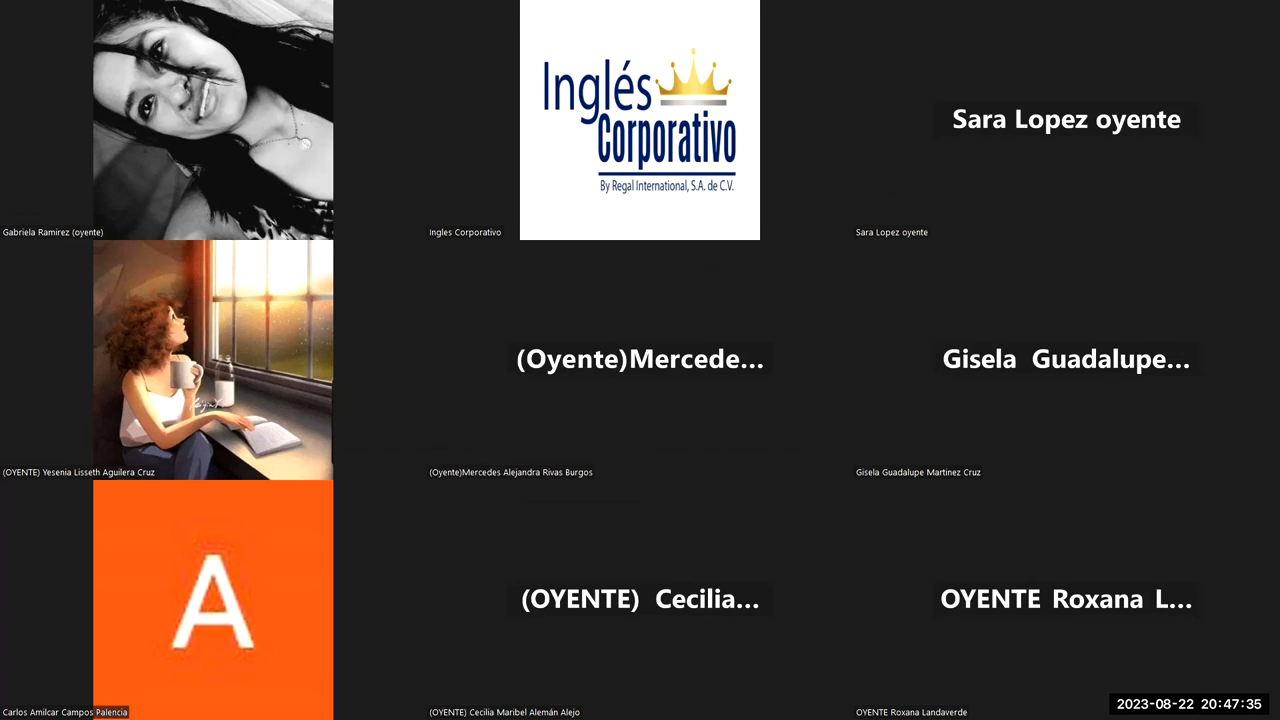 Gabriela Ramirez (oyente)
Inglés
Corporativo
By Regal International, S.A. de C.V.
Ingles Corporativo
Sara Lopez oyente
Sara Lopez oyente
(OYENTE) Yesenia Lisseth Aguilera Cruz
(Oyente)Mercede...
(Oyente)Mercedes Alejandra Rivas Burgos
Gisela Guadalupe...
Gisela Guadalupe Martinez Cruz
A
Carlos Amilcar Campos Palencia
(OYENTE) Cecilia...
(OYENTE) Cecilia Maribel Alemán Alejo
OYENTE Roxana L...
OYENTE Roxana Landaverde
2023-08-22 20:47:35